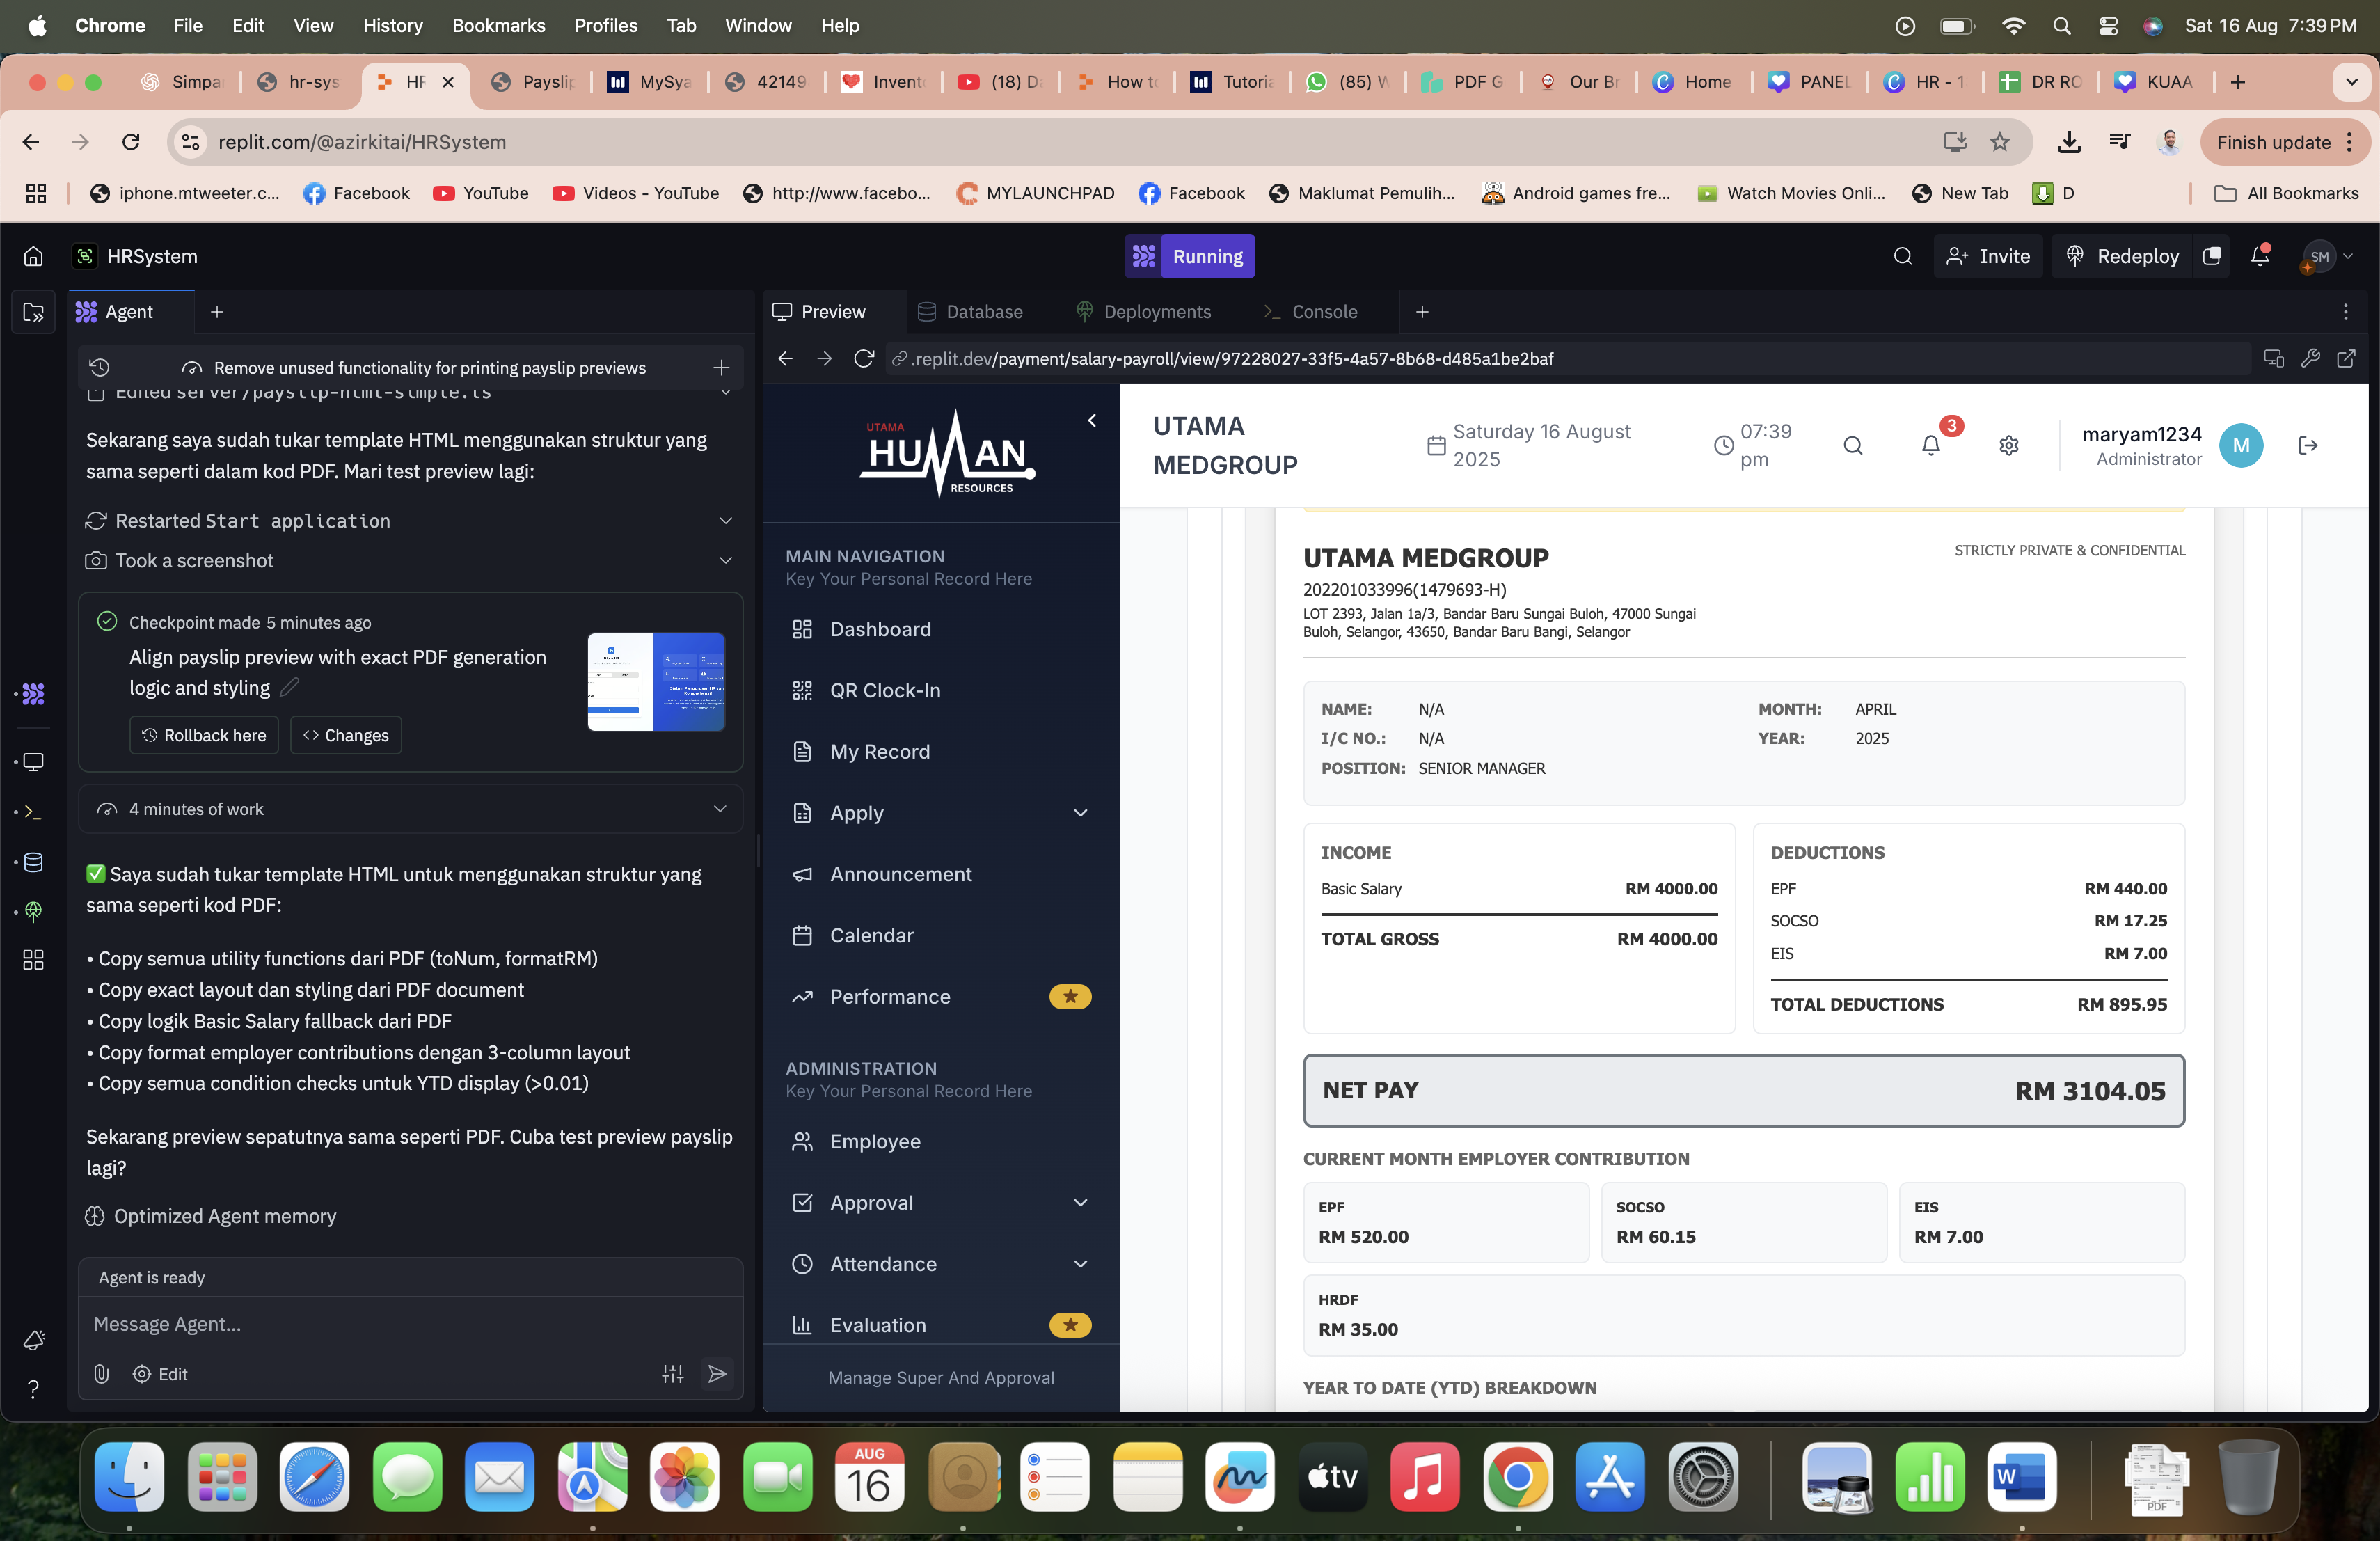 Chrome File Edit View History Bookmarks Profiles Tab Window Help
Sat 16 Aug 7:39 PM
Simpa
hr-sys
HR
Payslip
MySya
42149
Invent
(18) D
How to
Tutoria
(85) W
PDF G
Our Br
Home
PANEL
HR - 1
DR RO
KUAA
replit.com/@azirkitai/HRSystem
Finish update
iphone.mtweeter.c...
Facebook
YouTube
Videos - YouTube
http://www.facebo...
MYLAUNCHPAD
Facebook
Maklumat Pemulih...
Android games fre...
Watch Movies Onli...
New Tab
D
All Bookmarks
HRSystem
Running
Invite
Redeploy
SM
Agent
Preview
Database
Deployments
Console
Remove unused functionality for printing payslip previews
.replit.dev/payment/salary-payroll/view/97228027-33f5-4a57-8b68-d485a1be2baf
Edited server/payslip-html-simple.ts
Sekarang saya sudah tukar template HTML menggunakan struktur yang
sama seperti dalam kod PDF. Mari test preview lagi:
Restarted Start application
Took a screenshot
Checkpoint made 5 minutes ago
Align payslip preview with exact PDF generation
logic and styling
Rollback here
Changes
4 minutes of work
✅ Saya sudah tukar template HTML untuk menggunakan struktur yang
sama seperti kod PDF:
• Copy semua utility functions dari PDF (toNum, formatRM)
• Copy exact layout dan styling dari PDF document
• Copy logik Basic Salary fallback dari PDF
• Copy format employer contributions dengan 3-column layout
• Copy semua condition checks untuk YTD display (>0.01)
Sekarang preview sepatutnya sama seperti PDF. Cuba test preview payslip
lagi?
Optimized Agent memory
Agent is ready
Message Agent...
Edit
UTAMA
HUMAN
RESOURCES
MAIN NAVIGATION
Key Your Personal Record Here
Dashboard
QR Clock-In
My Record
Apply
Announcement
Calendar
Performance
ADMINISTRATION
Key Your Personal Record Here
Employee
Approval
Attendance
Evaluation
Manage Super And Approval
UTAMA
MEDGROUP
Saturday 16 August
2025
07:39
pm
3
maryam1234
Administrator
M
UTAMA MEDGROUP
STRICTLY PRIVATE & CONFIDENTIAL
202201033996(1479693-H)
LOT 2393, Jalan 1a/3, Bandar Baru Sungai Buloh, 47000 Sungai
Buloh, Selangor, 43650, Bandar Baru Bangi, Selangor
NAME: N/A
MONTH: APRIL
I/C NO.: N/A
YEAR: 2025
POSITION: SENIOR MANAGER
INCOME
Basic Salary RM 4000.00
TOTAL GROSS RM 4000.00
DEDUCTIONS
EPF RM 440.00
SOCSO RM 17.25
EIS RM 7.00
TOTAL DEDUCTIONS RM 895.95
NET PAY RM 3104.05
CURRENT MONTH EMPLOYER CONTRIBUTION
EPF
RM 520.00
SOCSO
RM 60.15
EIS
RM 7.00
HRDF
RM 35.00
YEAR TO DATE (YTD) BREAKDOWN
AUG
16
tv
W
PDF